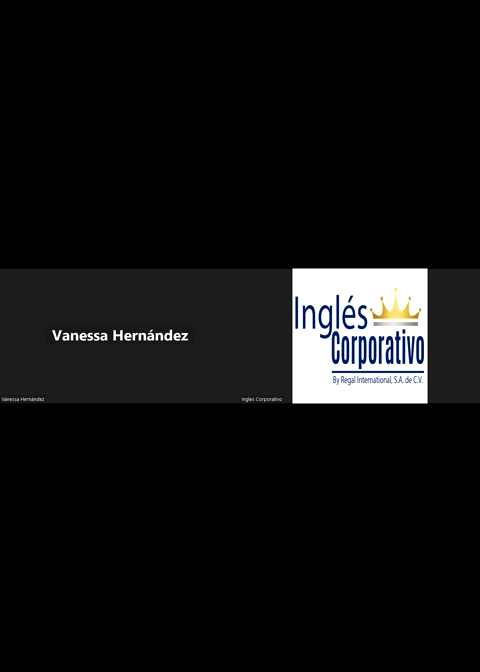 Vanessa Hernández
Vanessa Hernández
Ingles Corporativo
Inglés
Corporativo
By Regal International, S.A. de C.V.